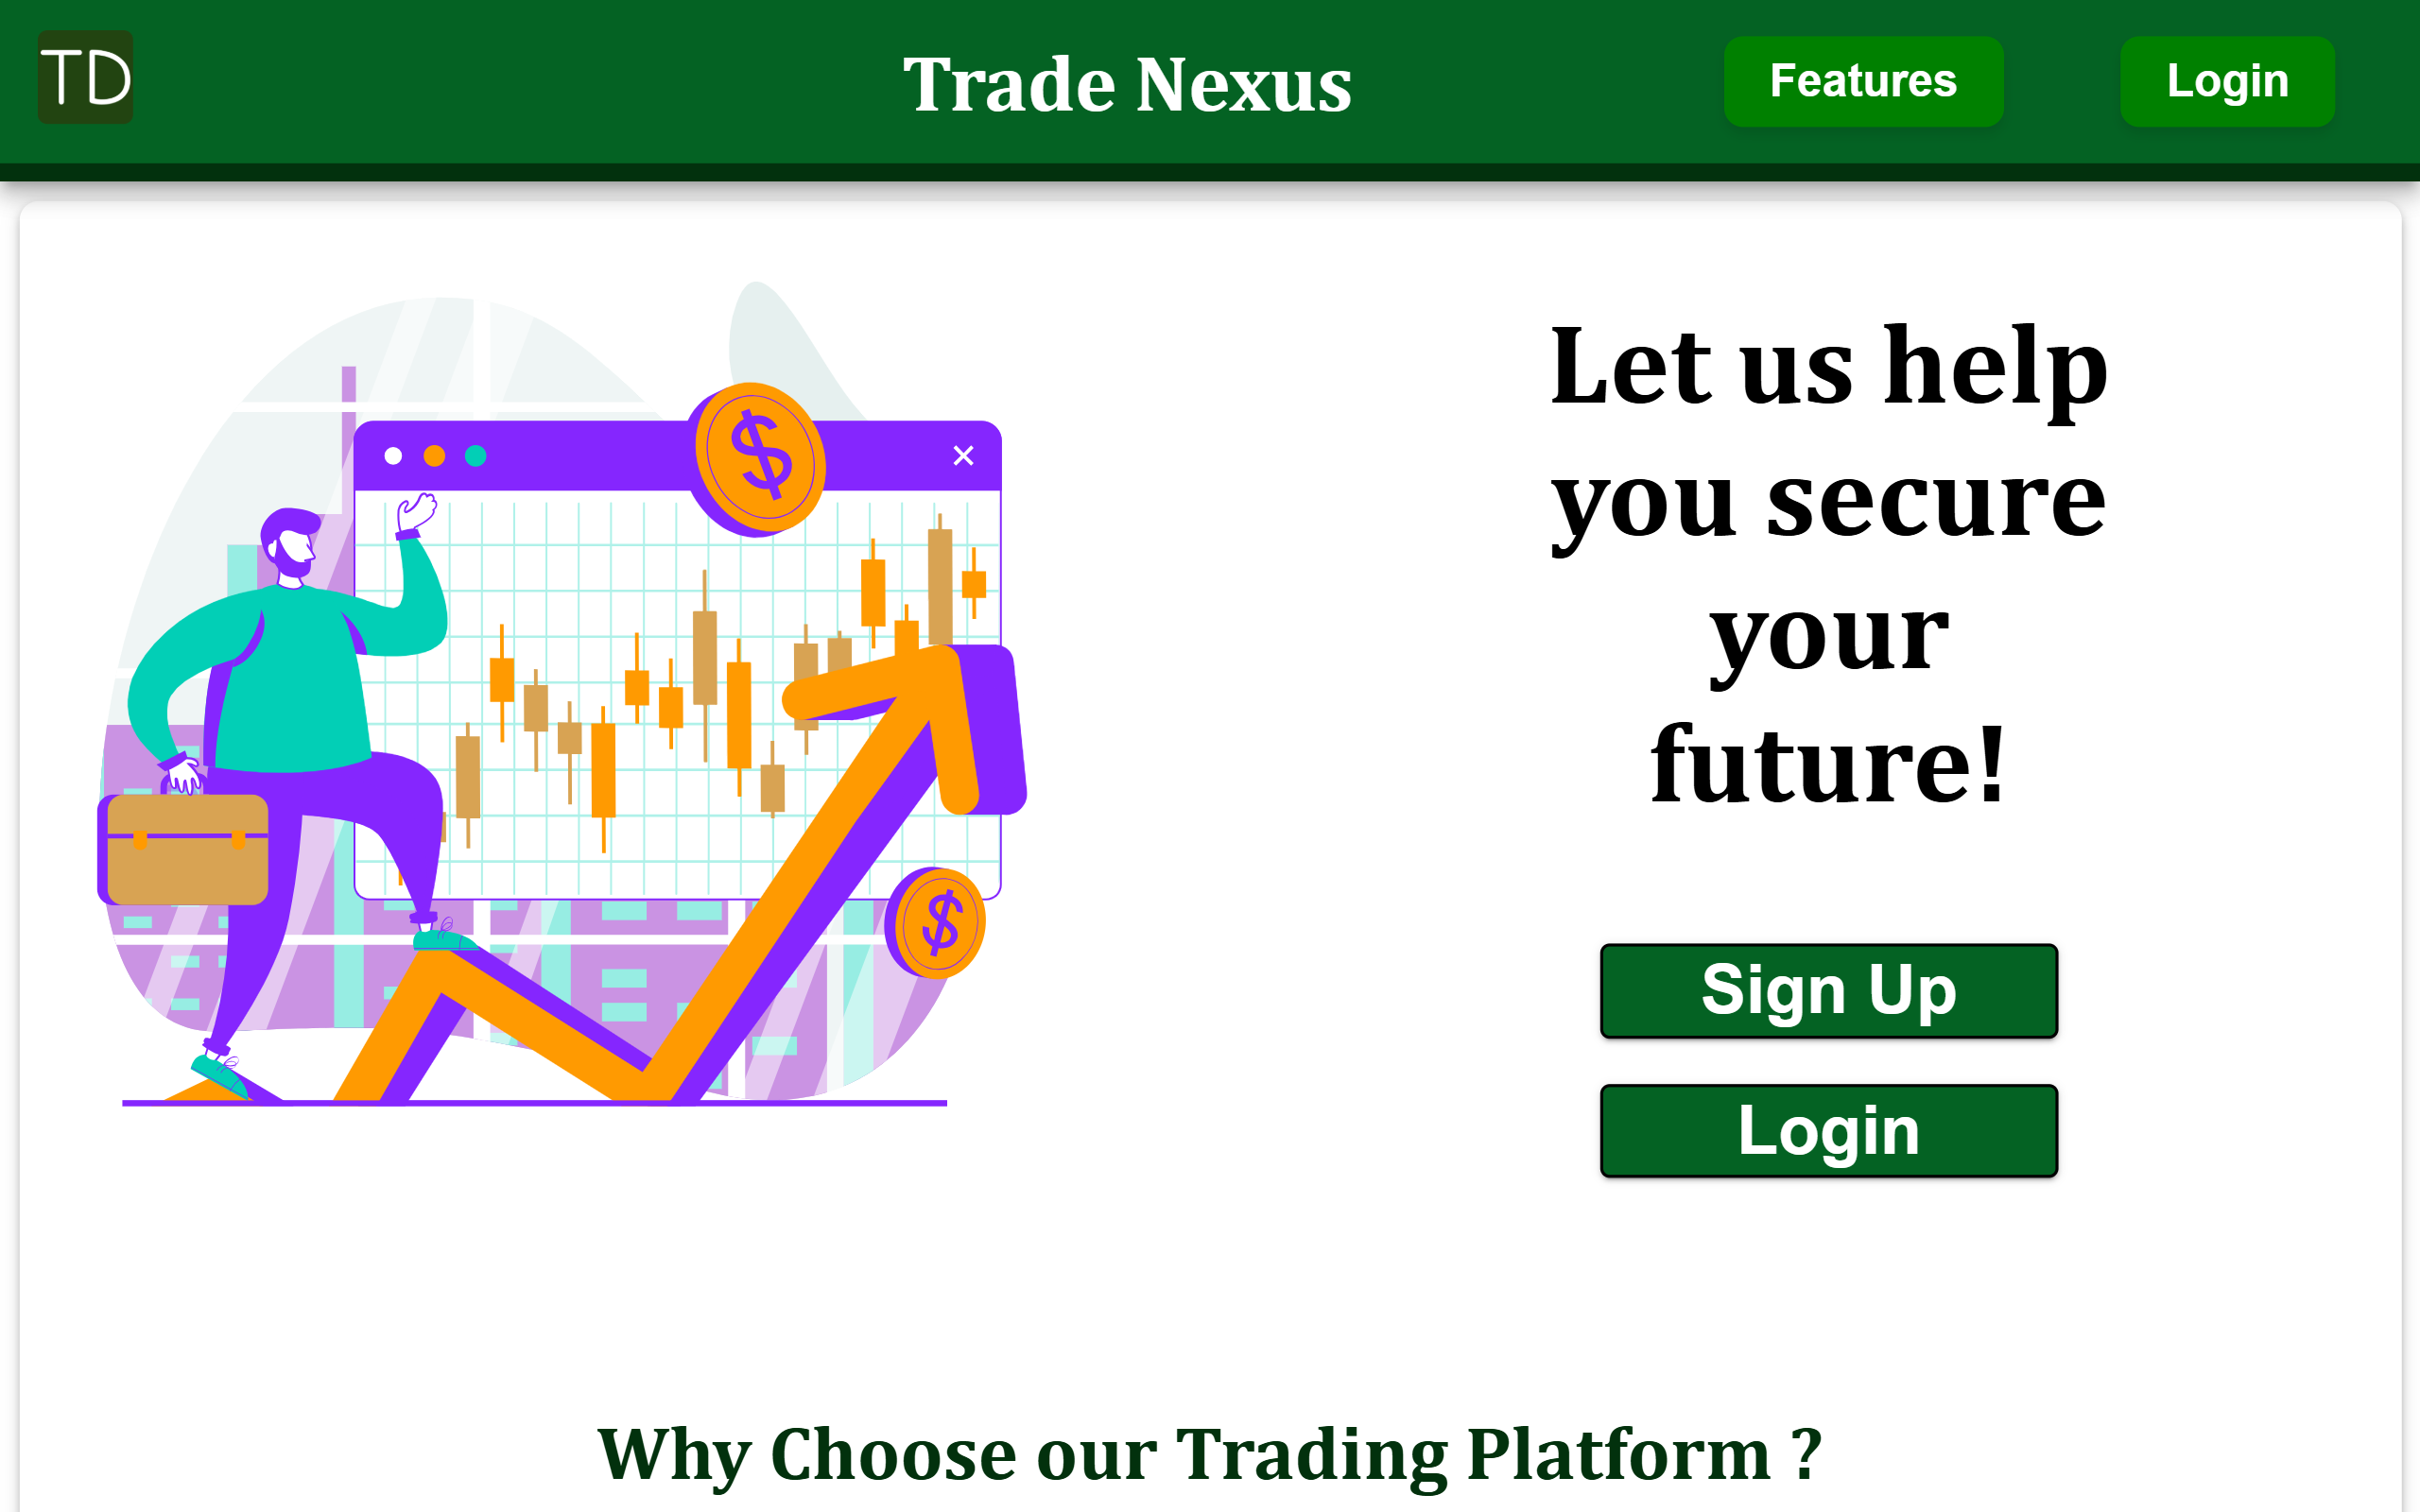 TD
Trade Nexus
Features
Login
$
Let us help
you secure
your
future!
$
Sign Up
Login
Why Choose our Trading Platform ?